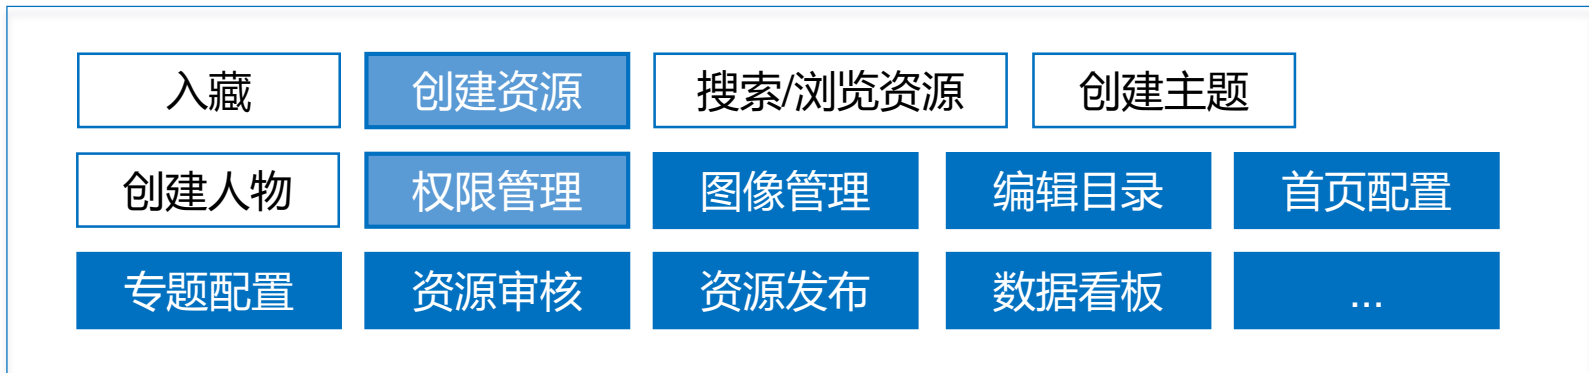 入藏 创建资源 搜索/浏览资源 创建主题
创建人物 权限管理 图像管理 编辑目录 首页配置
专题配置 资源审核 资源发布 数据看板 ...